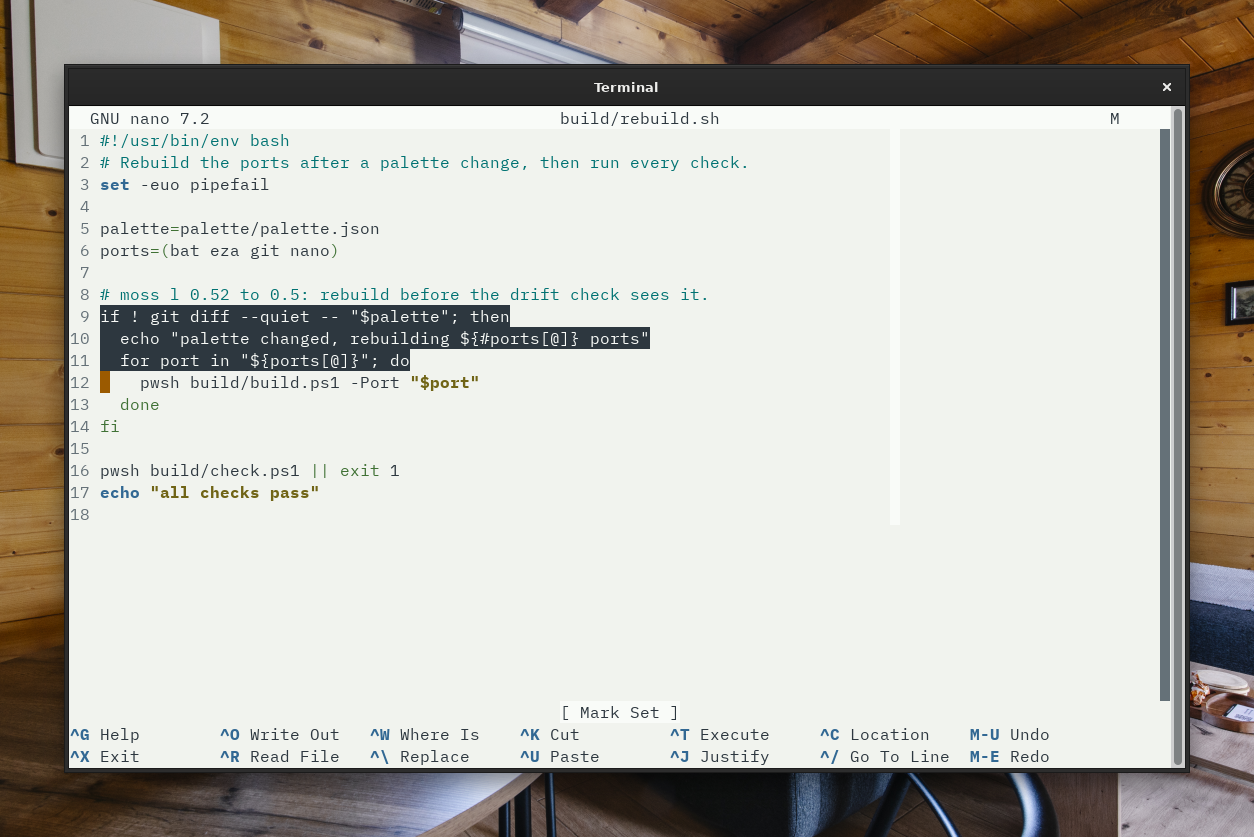 Terminal ×
GNU nano 7.2 build/rebuild.sh M
1 #!/usr/bin/env bash
2 # Rebuild the ports after a palette change, then run every check.
3 set -euo pipefail
4
5 palette=palette/palette.json
6 ports=(bat eza git nano)
7
8 # moss l 0.52 to 0.5: rebuild before the drift check sees it.
9 if ! git diff --quiet -- "$palette"; then
10   echo "palette changed, rebuilding ${#ports[@]} ports"
11   for port in "${ports[@]}"; do
12     pwsh build/build.ps1 -Port "$port"
13   done
14 fi
15
16 pwsh build/check.ps1 || exit 1
17 echo "all checks pass"
18
[ Mark Set ]
^G Help ^O Write Out ^W Where Is ^K Cut ^T Execute ^C Location M-U Undo
^X Exit ^R Read File ^\ Replace ^U Paste ^J Justify ^/ Go To Line M-E Redo